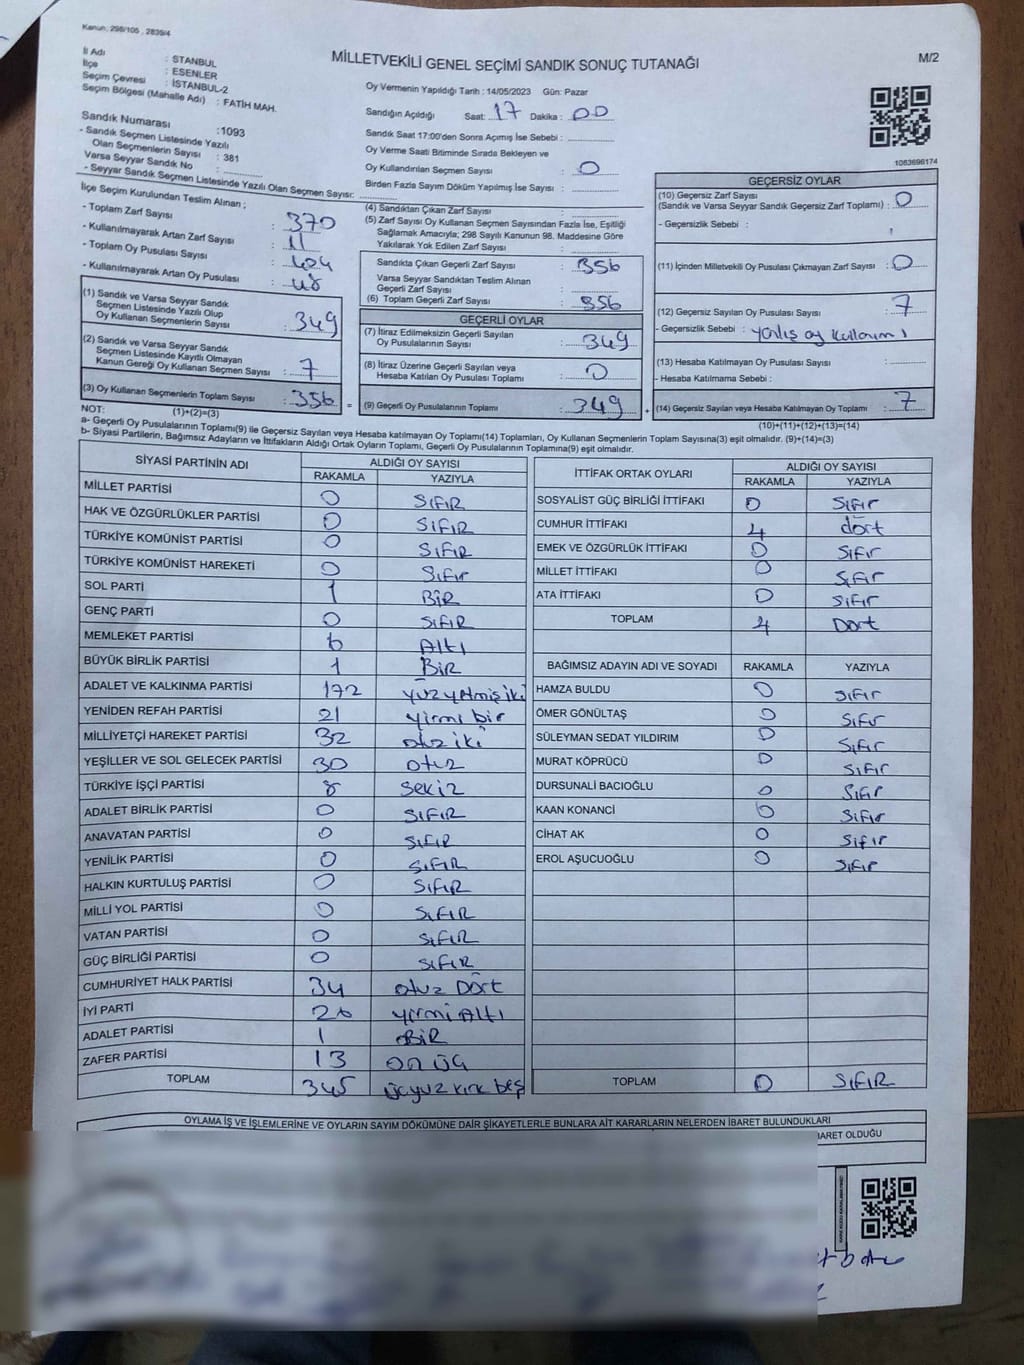 Kanun: 298/105 , 2839/4
M/2
MİLLETVEKİLİ GENEL SEÇİMİ SANDIK SONUÇ TUTANAĞI
İl Adı : STANBUL
İlçe : ESENLER
Seçim Çevresi : İSTANBUL-2
Seçim Bölgesi (Mahalle Adı) : FATİH MAH.
Sandık Numarası :1093
- Sandık Seçmen Listesinde Yazılı
Olan Seçmenlerin Sayısı : 381
Varsa Seyyar Sandık No :
- Seyyar Sandık Seçmen Listesinde Yazılı Olan Seçmen Sayısı:
Oy Vermenin Yapıldığı Tarih : 14/05/2023 Gün: Pazar
Sandığın Açıldığı Saat: 17 Dakika : 00
Sandık Saat 17:00'den Sonra Açımış İse Sebebi :
Oy Verme Saati Bitiminde Sırada Bekleyen ve
Oy Kullandırılan Seçmen Sayısı : 0
Birden Fazla Sayım Döküm Yapılmış İse Sayısı :
1063696174
İlçe Seçim Kurulundan Teslim Alınan ;
- Toplam Zarf Sayısı : 370
- Kullanılmayarak Artan Zarf Sayısı : 11
- Toplam Oy Pusulası Sayısı : 424
- Kullanılmayarak Artan Oy Pusulası : 48
(1) Sandık ve Varsa Seyyar Sandık
Seçmen Listesinde Yazılı Olup
Oy Kullanan Seçmenlerin Sayısı : 349
(2) Sandık ve Varsa Seyyar Sandık
Seçmen Listesinde Kayıtlı Olmayan
Kanun Gereği Oy Kullanan Seçmen Sayısı : 7
(3) Oy Kullanan Seçmenlerin Toplam Sayısı : 356 =
(4) Sandıktan Çıkan Zarf Sayısı :
(5) Zarf Sayısı Oy Kullanan Seçmen Sayısından Fazla İse, Eşitliği
Sağlamak Amacıyla; 298 Sayılı Kanunun 98. Maddesine Göre
Yakılarak Yok Edilen Zarf Sayısı :
Sandıkta Çıkan Geçerli Zarf Sayısı : 356
Varsa Seyyar Sandıktan Teslim Alınan
Geçerli Zarf Sayısı :
(6) Toplam Geçerli Zarf Sayısı : 356
GEÇERLİ OYLAR
(7) İtiraz Edilmeksizin Geçerli Sayılan
Oy Pusulalarının Sayısı : 349
(8) İtiraz Üzerine Geçerli Sayılan veya
Hesaba Katılan Oy Pusulası Toplamı : 0
(9) Geçerli Oy Pusulalarının Toplamı : 349 +
GEÇERSİZ OYLAR
(10) Geçersiz Zarf Sayısı
(Sandık ve Varsa Seyyar Sandık Geçersiz Zarf Toplamı) : 0
- Geçersizlik Sebebi :
(11) İçinden Milletvekili Oy Pusulası Çıkmayan Zarf Sayısı : 0
(12) Geçersiz Sayılan Oy Pusulası Sayısı : 7
- Geçersizlik Sebebi : yanlış oy kullanımı
(13) Hesaba Katılmayan Oy Pusulası Sayısı :
- Hesaba Katılmama Sebebi :
(14) Geçersiz Sayılan veya Hesaba Katılmayan Oy Toplamı : 7
NOT: (1)+(2)=(3)
(10)+(11)+(12)+(13)=(14)
a- Geçerli Oy Pusulalarının Toplamı(9) ile Geçersiz Sayılan veya Hesaba katılmayan Oy Toplamı(14) Toplamları, Oy Kullanan Seçmenlerin Toplam Sayısına(3) eşit olmalıdır. (9)+(14)=(3)
b- Siyasi Partilerin, Bağımsız Adayların ve İttifakların Aldığı Ortak Oyların Toplamı, Geçerli Oy Pusulalarının Toplamına(9) eşit olmalıdır.
SİYASİ PARTİNİN ADI ALDIĞI OY SAYISI
RAKAMLA YAZIYLA
MİLLET PARTİSİ 0 SIFIR
HAK VE ÖZGÜRLÜKLER PARTİSİ 0 SIFIR
TÜRKİYE KOMÜNİST PARTİSİ 0 SIFIR
TÜRKİYE KOMÜNİST HAREKETİ 0 Sıfır
SOL PARTİ 1 BİR
GENÇ PARTİ 0 SIFIR
MEMLEKET PARTİSİ 6 Altı
BÜYÜK BİRLİK PARTİSİ 1 BİR
ADALET VE KALKINMA PARTİSİ 172 yüzyetmişiki
YENİDEN REFAH PARTİSİ 21 yirmi bir
MİLLİYETÇİ HAREKET PARTİSİ 32 otuz iki
YEŞİLLER VE SOL GELECEK PARTİSİ 30 otuz
TÜRKİYE İŞÇİ PARTİSİ 8 sekiz
ADALET BİRLİK PARTİSİ 0 SIFIR
ANAVATAN PARTİSİ 0 SIFIR
YENİLİK PARTİSİ 0 SIFIR
HALKIN KURTULUŞ PARTİSİ 0 SIFIR
MİLLİ YOL PARTİSİ 0 SIFIR
VATAN PARTİSİ 0 SIFIR
GÜÇ BİRLİĞİ PARTİSİ 0 SIFIR
CUMHURİYET HALK PARTİSİ 34 otuz Dört
İYİ PARTİ 26 yirmi Altı
ADALET PARTİSİ 1 BİR
ZAFER PARTİSİ 13 on üç
TOPLAM 345 üçyüz kırk beş
İTTİFAK ORTAK OYLARI ALDIĞI OY SAYISI
RAKAMLA YAZIYLA
SOSYALİST GÜÇ BİRLİĞİ İTTİFAKI 0 Sıfır
CUMHUR İTTİFAKI 4 dört
EMEK VE ÖZGÜRLÜK İTTİFAKI 0 Sıfır
MİLLET İTTİFAKI 0 Sıfır
ATA İTTİFAKI 0 Sıfır
TOPLAM 4 Dört
BAĞIMSIZ ADAYIN ADI VE SOYADI RAKAMLA YAZIYLA
HAMZA BULDU 0 Sıfır
ÖMER GÖNÜLTAŞ 0 Sıfır
SÜLEYMAN SEDAT YILDIRIM 0 Sıfır
MURAT KÖPRÜCÜ 0 Sıfır
DURSUNALİ BACIOĞLU 0 Sıfır
KAAN KONANCİ 0 Sıfır
CİHAT AK 0 Sıfır
EROL AŞUCUOĞLU 0 Sıfır
TOPLAM 0 SIFIR
OYLAMA İŞ VE İŞLEMLERİNE VE OYLARIN SAYIM DÖKÜMÜNE DAİR ŞİKAYETLERLE BUNLARA AİT KARARLARIN NELERDEN İBARET BULUNDUKLARI
İBARET OLDUĞU